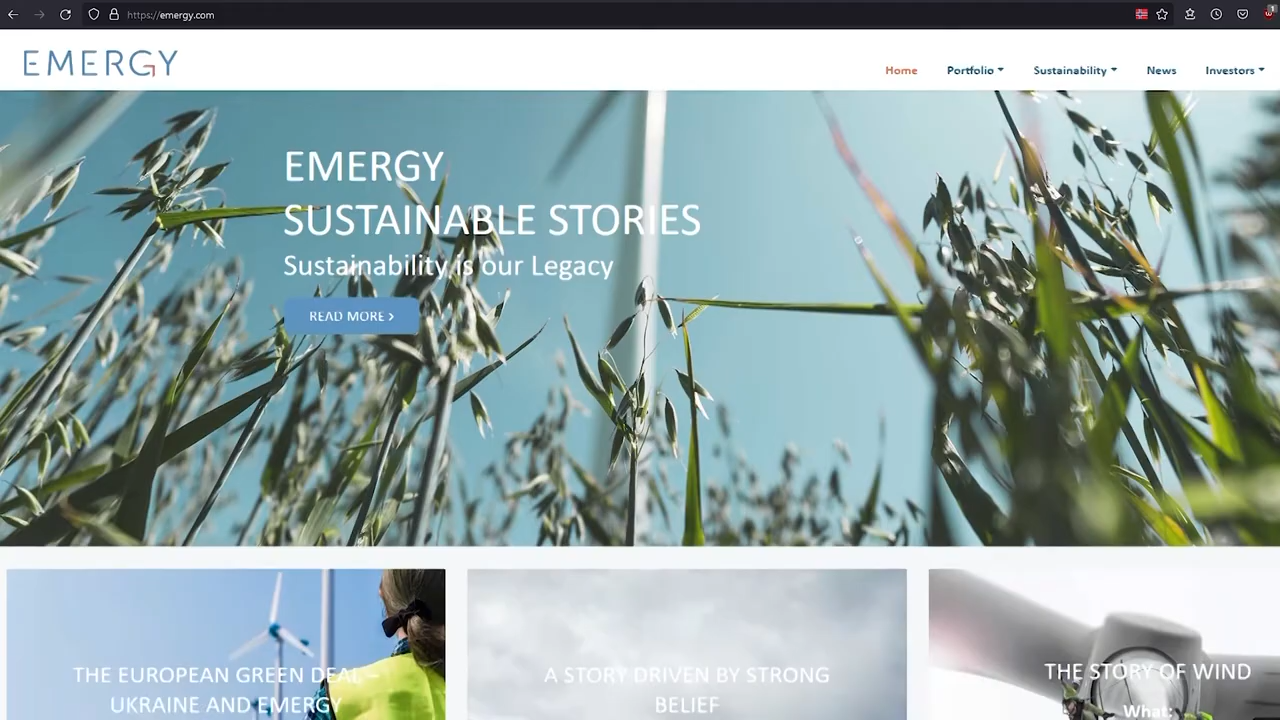 https://emergy.com
1
EMERGY
Home
Portfolio
Sustainability
News
Investors
EMERGY
SUSTAINABLE STORIES
Sustainability is our Legacy
READ MORE >
THE EUROPEAN GREEN DEAL –
UKRAINE AND EMERGY
A STORY DRIVEN BY STRONG
BELIEF
THE STORY OF WIND
What: